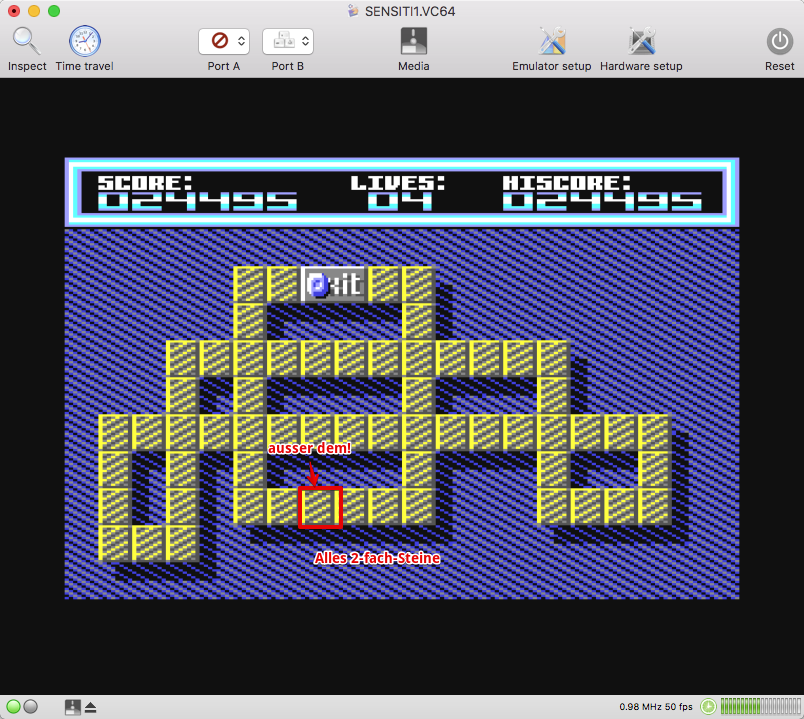 SENSITI1.VC64
Inspect Time travel Port A Port B Media Emulator setup Hardware setup Reset
SCORE: LIVES: HISCORE:
024495 04 024495
Exit
ausser dem!
Alles 2-fach-Steine
0.98 MHz 50 fps